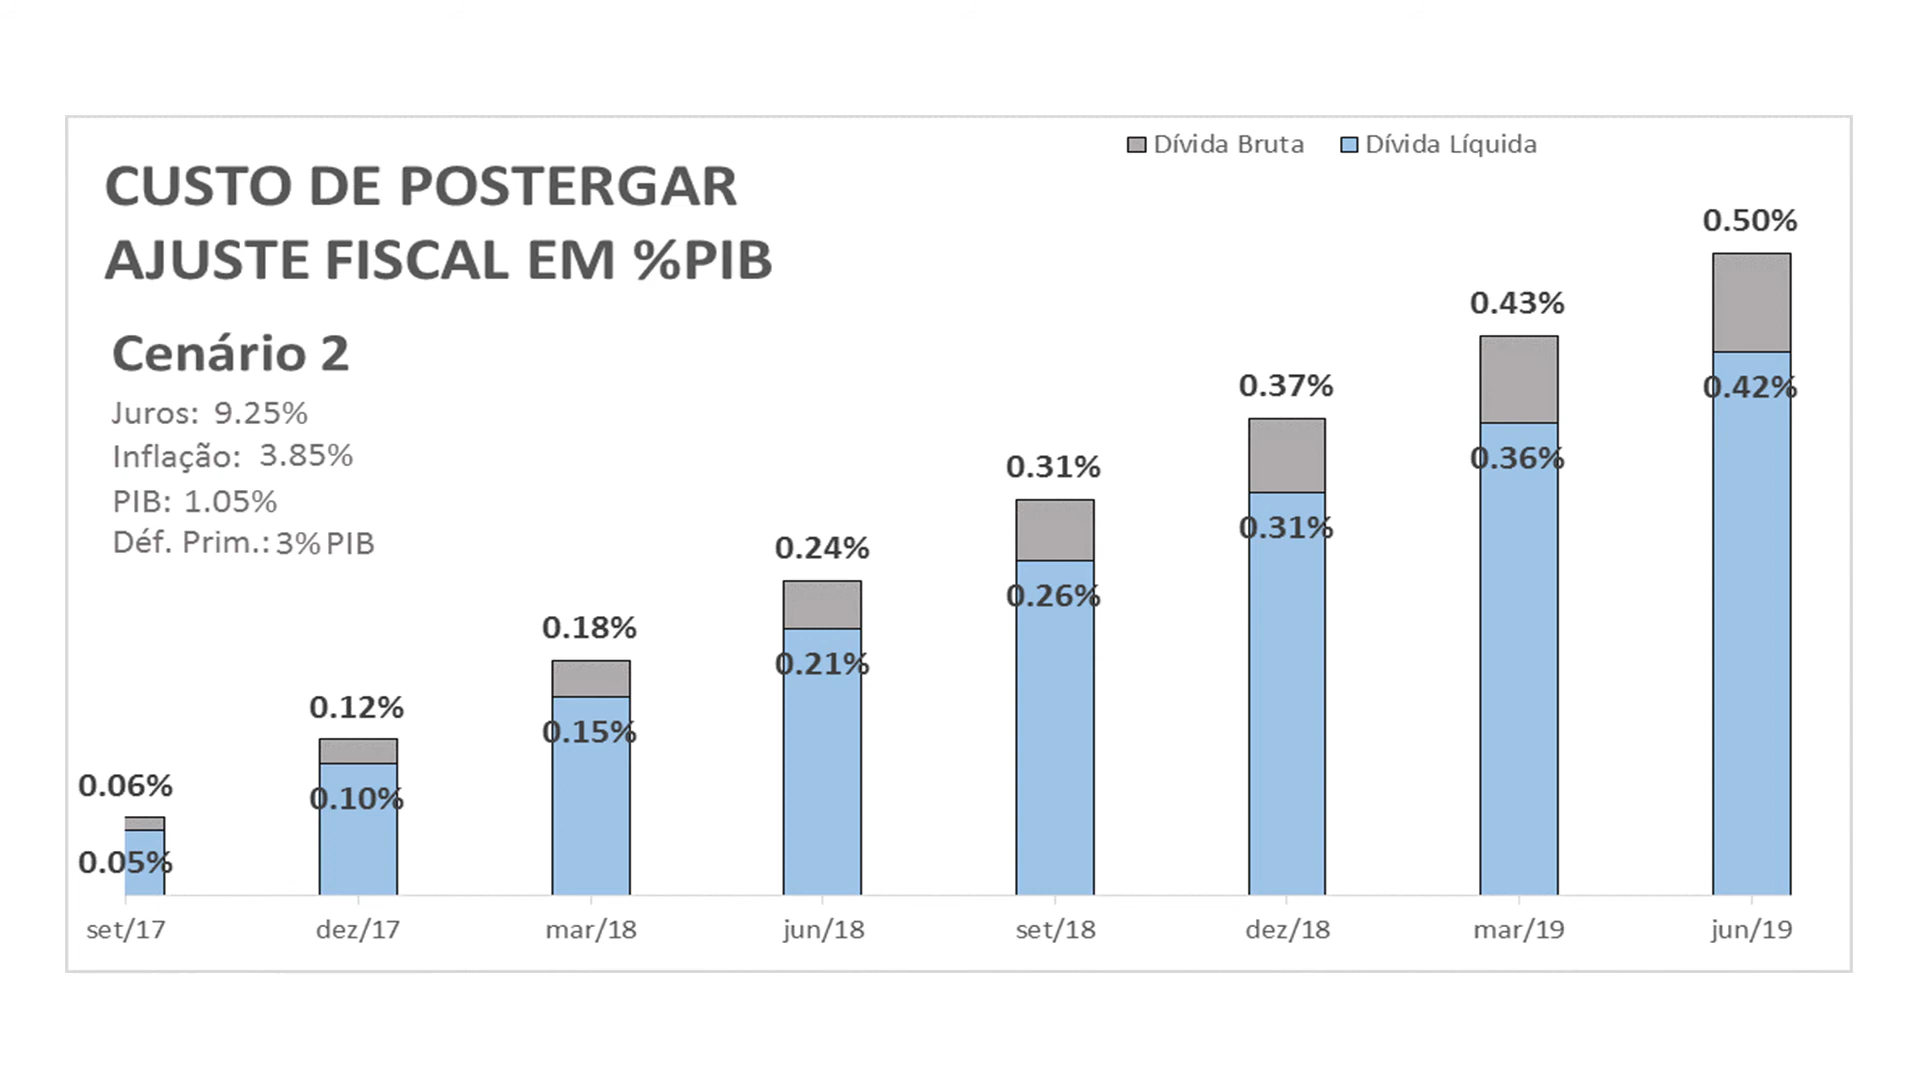 Dívida Bruta Dívida Líquida
CUSTO DE POSTERGAR
AJUSTE FISCAL EM %PIB
Cenário 2
Juros: 9.25%
Inflação: 3.85%
PIB: 1.05%
Déf. Prim.: 3% PIB
0.50%
0.43%
0.37%
0.31%
0.24%
0.18%
0.12%
0.06%
0.42%
0.36%
0.31%
0.26%
0.21%
0.15%
0.10%
0.05%
set/17 dez/17 mar/18 jun/18 set/18 dez/18 mar/19 jun/19